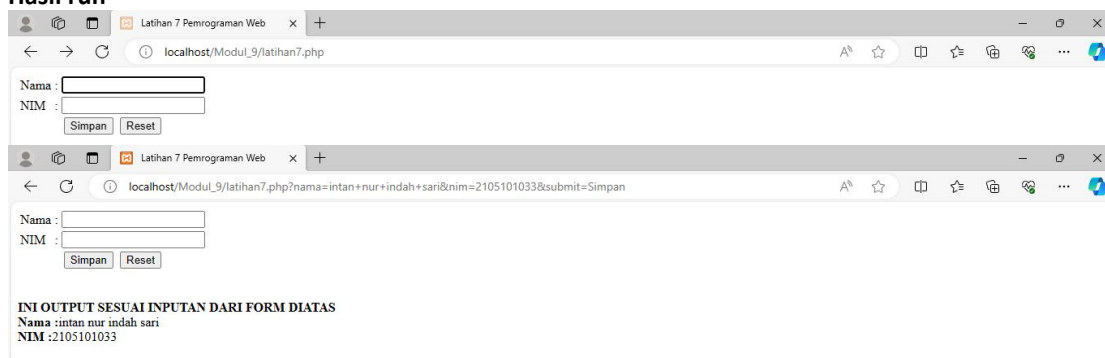 Hasil run
Latihan 7 Pemrograman Web
localhost/Modul_9/latihan7.php
Nama :
NIM :
Simpan Reset
Latihan 7 Pemrograman Web
localhost/Modul_9/latihan7.php?nama=intan+nur+indah+sari&nim=2105101033&submit=Simpan
Nama :
NIM :
Simpan Reset
INI OUTPUT SESUAI INPUTAN DARI FORM DIATAS
Nama :intan nur indah sari
NIM :2105101033